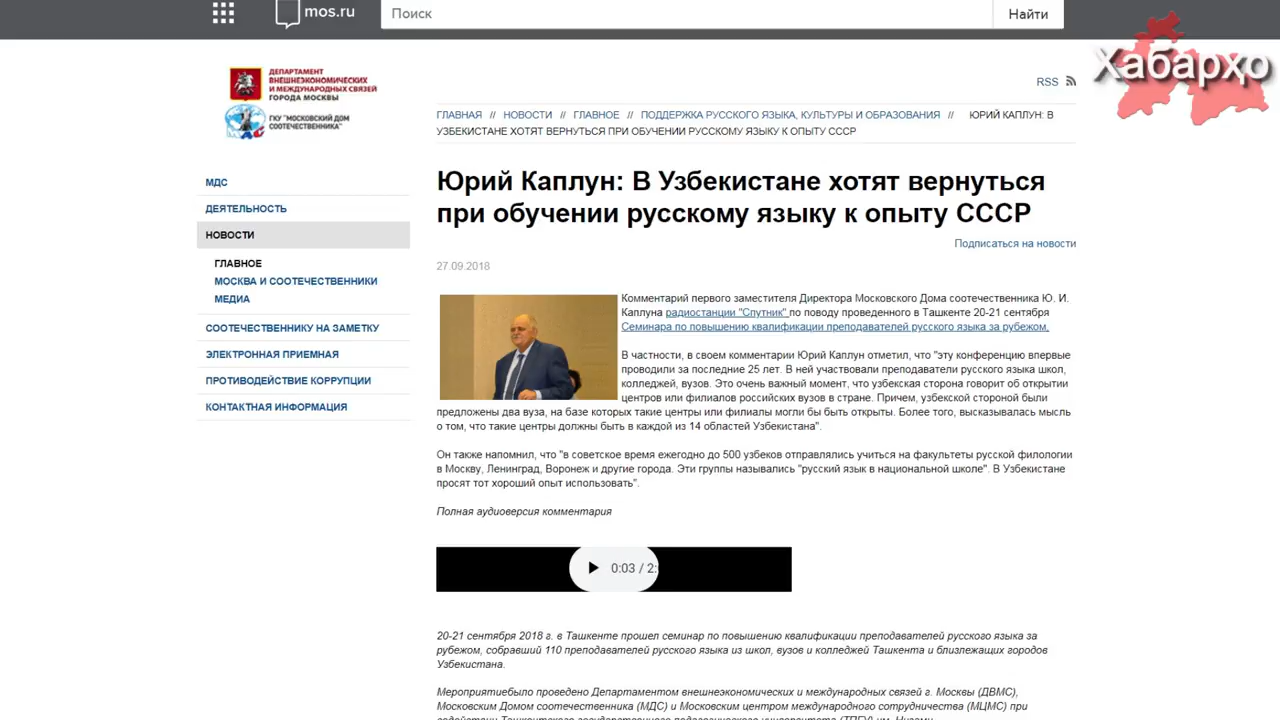 mos.ru
Поиск
Найти
Хабарҳо
ДЕПАРТАМЕНТ
ВНЕШНЕЭКОНОМИЧЕСКИХ
И МЕЖДУНАРОДНЫХ СВЯЗЕЙ
ГОРОДА МОСКВЫ
ГКУ "МОСКОВСКИЙ ДОМ
СООТЕЧЕСТВЕННИКА"
RSS
ГЛАВНАЯ // НОВОСТИ // ГЛАВНОЕ // ПОДДЕРЖКА РУССКОГО ЯЗЫКА, КУЛЬТУРЫ И ОБРАЗОВАНИЯ // ЮРИЙ КАПЛУН: В
УЗБЕКИСТАНЕ ХОТЯТ ВЕРНУТЬСЯ ПРИ ОБУЧЕНИИ РУССКОМУ ЯЗЫКУ К ОПЫТУ СССР
МДС
ДЕЯТЕЛЬНОСТЬ
НОВОСТИ
ГЛАВНОЕ
МОСКВА И СООТЕЧЕСТВЕННИКИ
МЕДИА
СООТЕЧЕСТВЕННИКУ НА ЗАМЕТКУ
ЭЛЕКТРОННАЯ ПРИЕМНАЯ
ПРОТИВОДЕЙСТВИЕ КОРРУПЦИИ
КОНТАКТНАЯ ИНФОРМАЦИЯ
Юрий Каплун: В Узбекистане хотят вернуться
при обучении русскому языку к опыту СССР
Подписаться на новости
27.09.2018
Комментарий первого заместителя Директора Московского Дома соотечественника Ю. И.
Каплуна радиостанции "Спутник" по поводу проведенного в Ташкенте 20-21 сентября
Семинара по повышению квалификации преподавателей русского языка за рубежом.
В частности, в своем комментарии Юрий Каплун отметил, что "эту конференцию впервые
проводили за последние 25 лет. В ней участвовали преподаватели русского языка школ,
колледжей, вузов. Это очень важный момент, что узбекская сторона говорит об открытии
центров или филиалов российских вузов в стране. Причем, узбекской стороной были
предложены два вуза, на базе которых такие центры или филиалы могли бы быть открыты. Более того, высказывалась мысль
о том, что такие центры должны быть в каждой из 14 областей Узбекистана".
Он также напомнил, что "в советское время ежегодно до 500 узбеков отправлялись учиться на факультеты русской филологии
в Москву, Ленинград, Воронеж и другие города. Эти группы назывались "русский язык в национальной школе". В Узбекистане
просят тот хороший опыт использовать".
Полная аудиоверсия комментария
0:03 / 2:
20-21 сентября 2018 г. в Ташкенте прошел семинар по повышению квалификации преподавателей русского языка за
рубежом, собравший 110 преподавателей русского языка из школ, вузов и колледжей Ташкента и близлежащих городов
Узбекистана.
Мероприятиебыло проведено Департаментом внешнеэкономических и международных связей г. Москвы (ДВМС),
Московским Домом соотечественника (МДС) и Московским центром международного сотрудничества (МЦМС) при